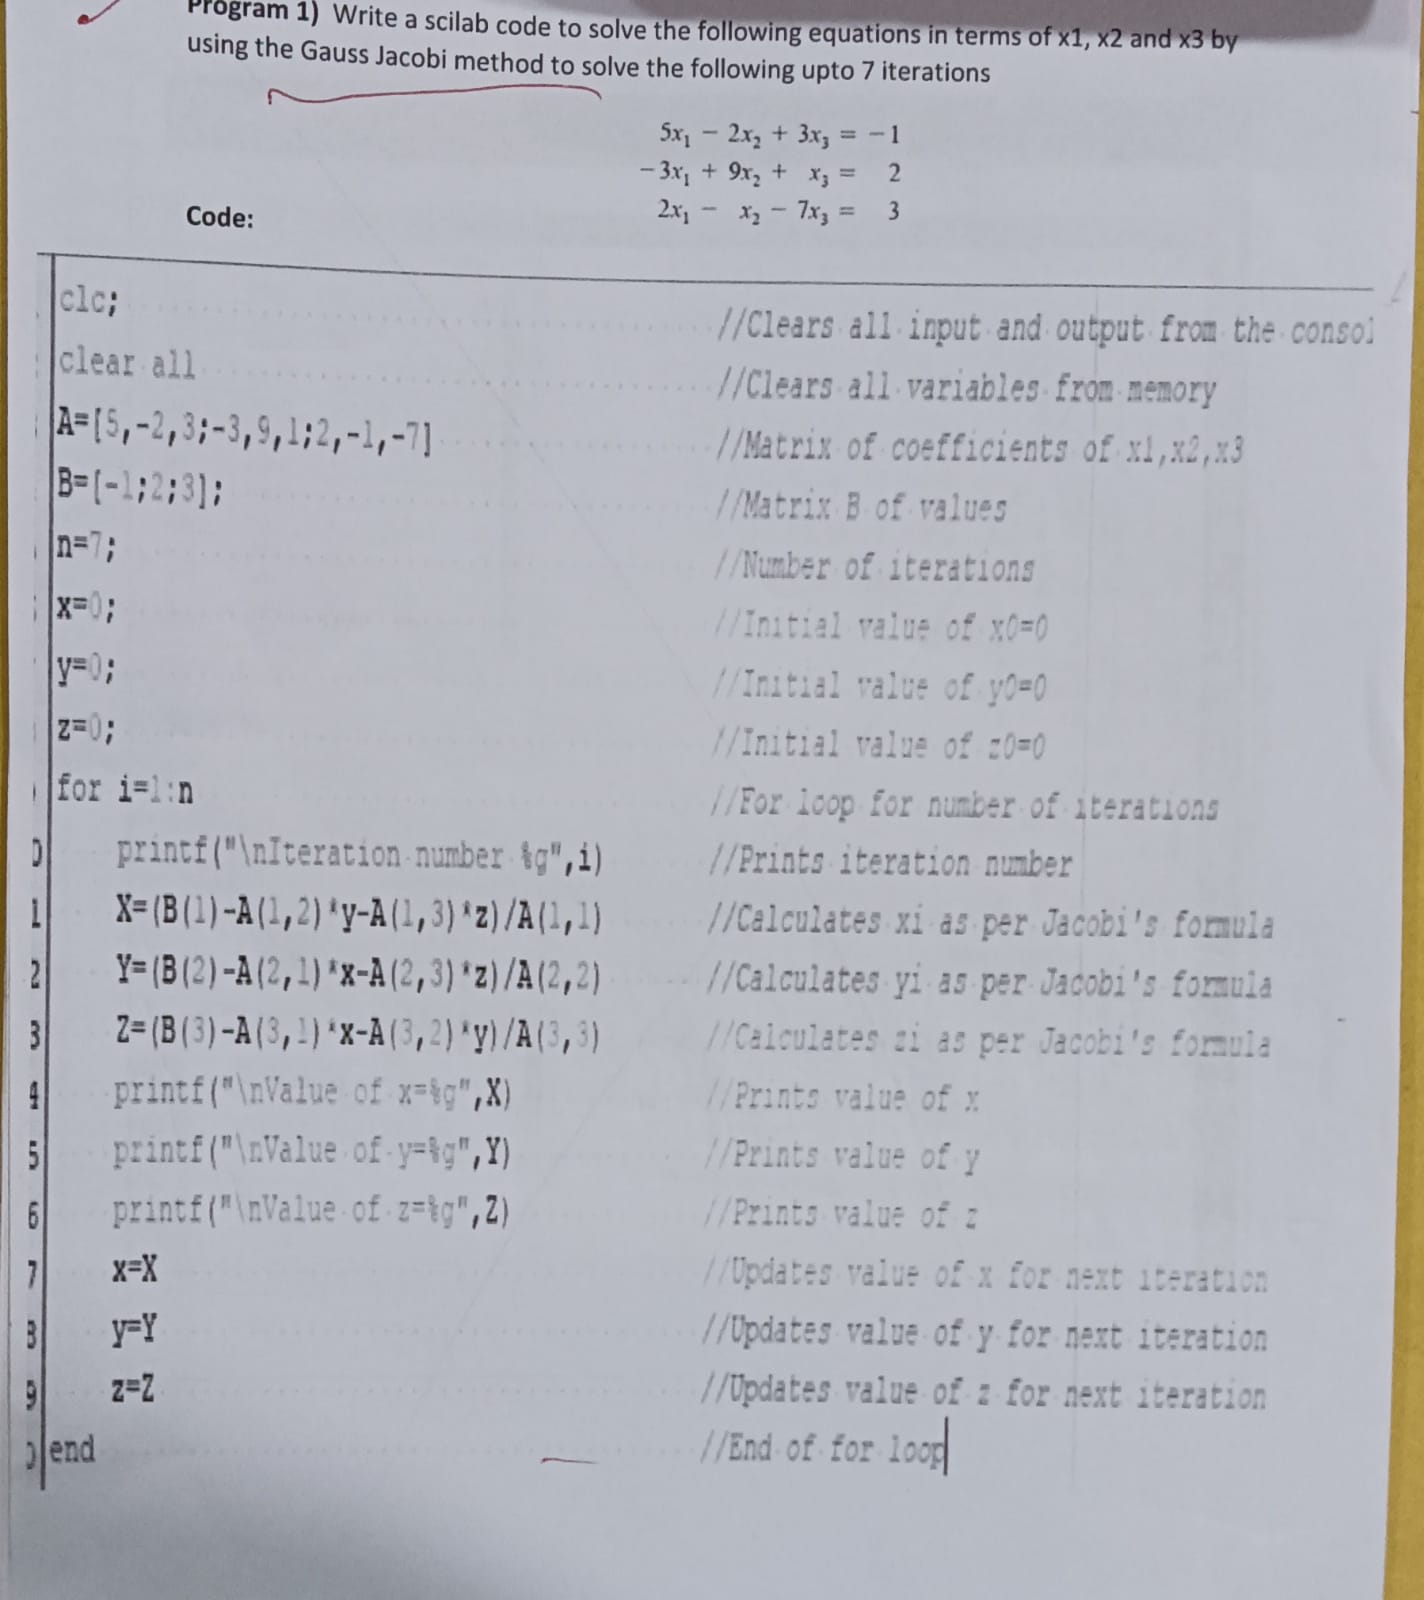 Program 1) Write a scilab code to solve the following equations in terms of x1, x2 and x3 by
using the Gauss Jacobi method to solve the following upto 7 iterations
5x₁ − 2x₂ + 3x₃ = −1
−3x₁ + 9x₂ + x₃ = 2
2x₁ − x₂ − 7x₃ = 3
Code:
clc; //Clears all input and output from the consol
clear all //Clears all variables from memory
A=[5,-2,3;-3,9,1;2,-1,-7] //Matrix of coefficients of x1,x2,x3
B=[-1;2;3]; //Matrix B of values
n=7; //Number of iterations
x=0; //Initial value of x0=0
y=0; //Initial value of y0=0
z=0; //Initial value of z0=0
for i=1:n //For loop for number of iterations
0 printf("\nIteration number %g",i) //Prints iteration number
1 X=(B(1)-A(1,2)*y-A(1,3)*z)/A(1,1) //Calculates xi as per Jacobi's formula
2 Y=(B(2)-A(2,1)*x-A(2,3)*z)/A(2,2) //Calculates yi as per Jacobi's formula
3 Z=(B(3)-A(3,1)*x-A(3,2)*y)/A(3,3) //Calculates zi as per Jacobi's formula
4 printf("\nValue of x=%g",X) //Prints value of x
5 printf("\nValue of y=%g",Y) //Prints value of y
6 printf("\nValue of z=%g",Z) //Prints value of z
7 x=X //Updates value of x for next iteration
8 y=Y //Updates value of y for next iteration
9 z=Z //Updates value of z for next iteration
0 end //End of for loop